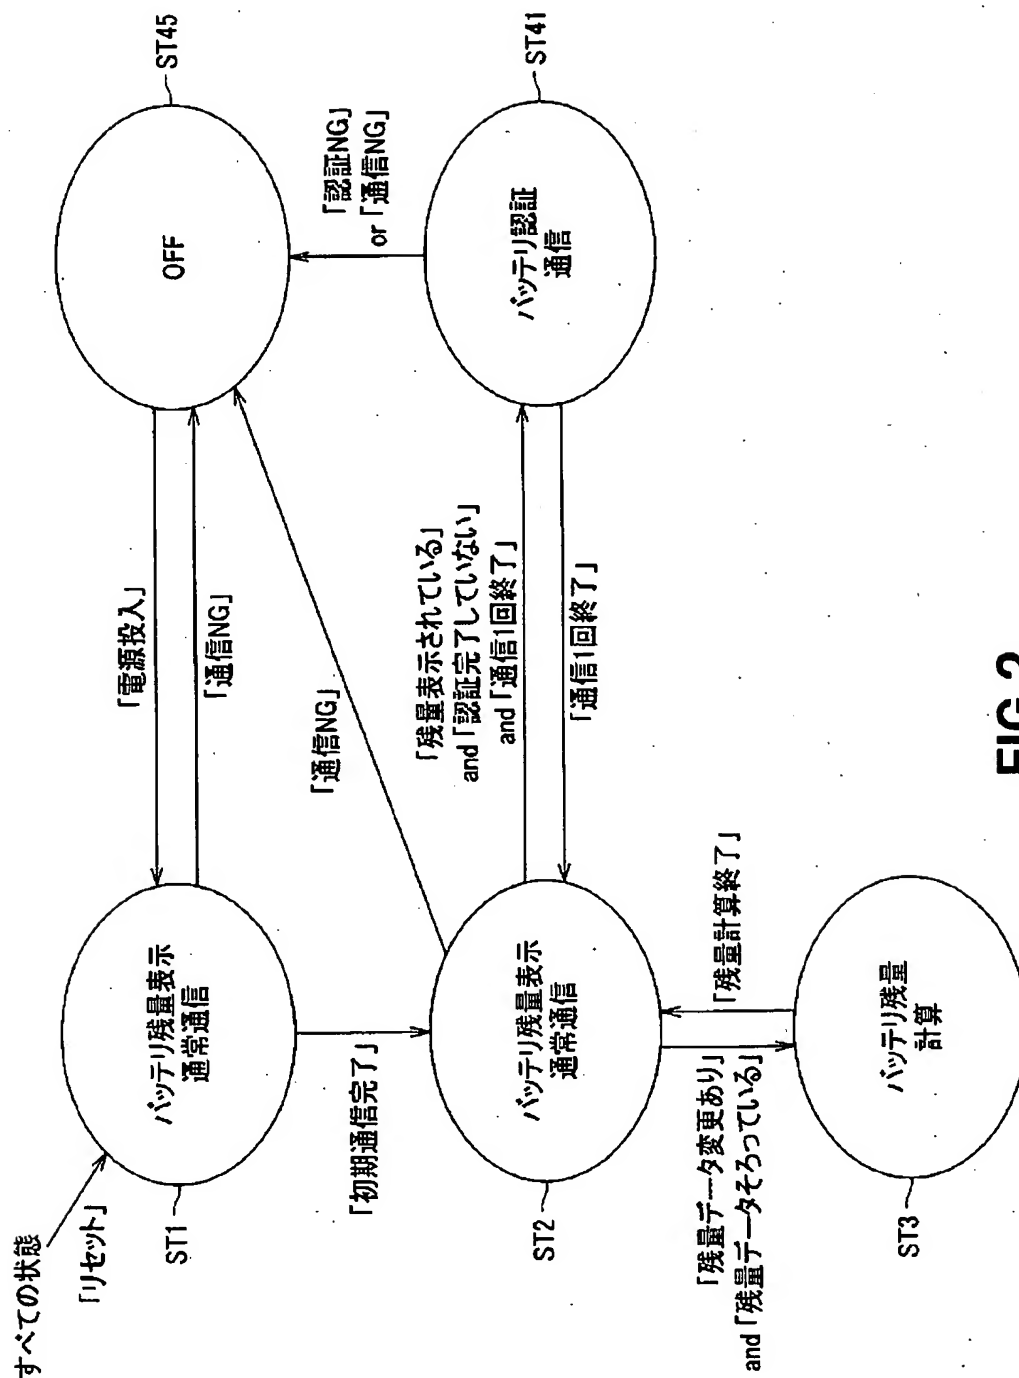 すべての状態
「リセット」
ST1
バッテリ残量表示
通常通信
「電源投入」
「通信NG」
OFF
ST45
「初期通信完了」
「通信NG」
「認証NG」
or「通信NG」
ST2
バッテリ残量表示
通常通信
「残量表示されている」
and「認証完了していない」
and「通信1回終了」
「通信1回終了」
バッテリ認証
通信
ST41
「残量データ変更あり」
and「残量データそろっている」
「残量計算終了」
ST3
バッテリ残量
計算
FIG.2